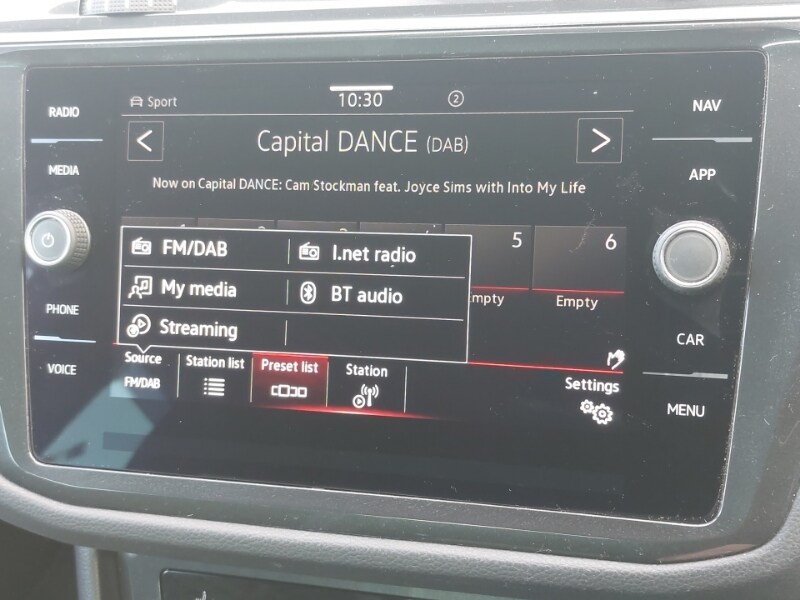 RADIO
MEDIA
PHONE
VOICE
Sport
10:30
2
Capital DANCE (DAB)
Now on Capital DANCE: Cam Stockman feat. Joyce Sims with Into My Life
5
6
Empty
FM/DAB
I.net radio
My media
BT audio
Streaming
Source
FM/DAB
Station list
Preset list
Station
Settings
NAV
APP
CAR
MENU